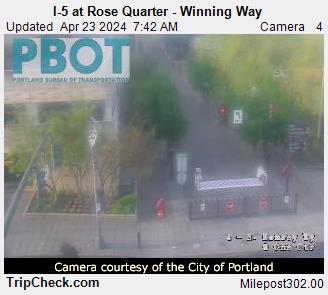 I-5 at Rose Quarter - Winning Way
Updated Apr 23 2024 7:42 AM Camera 4
PBOT
PORTLAND BUREAU OF TRANSPORTATION
Camera courtesy of the City of Portland
TripCheck.com Milepost302.00